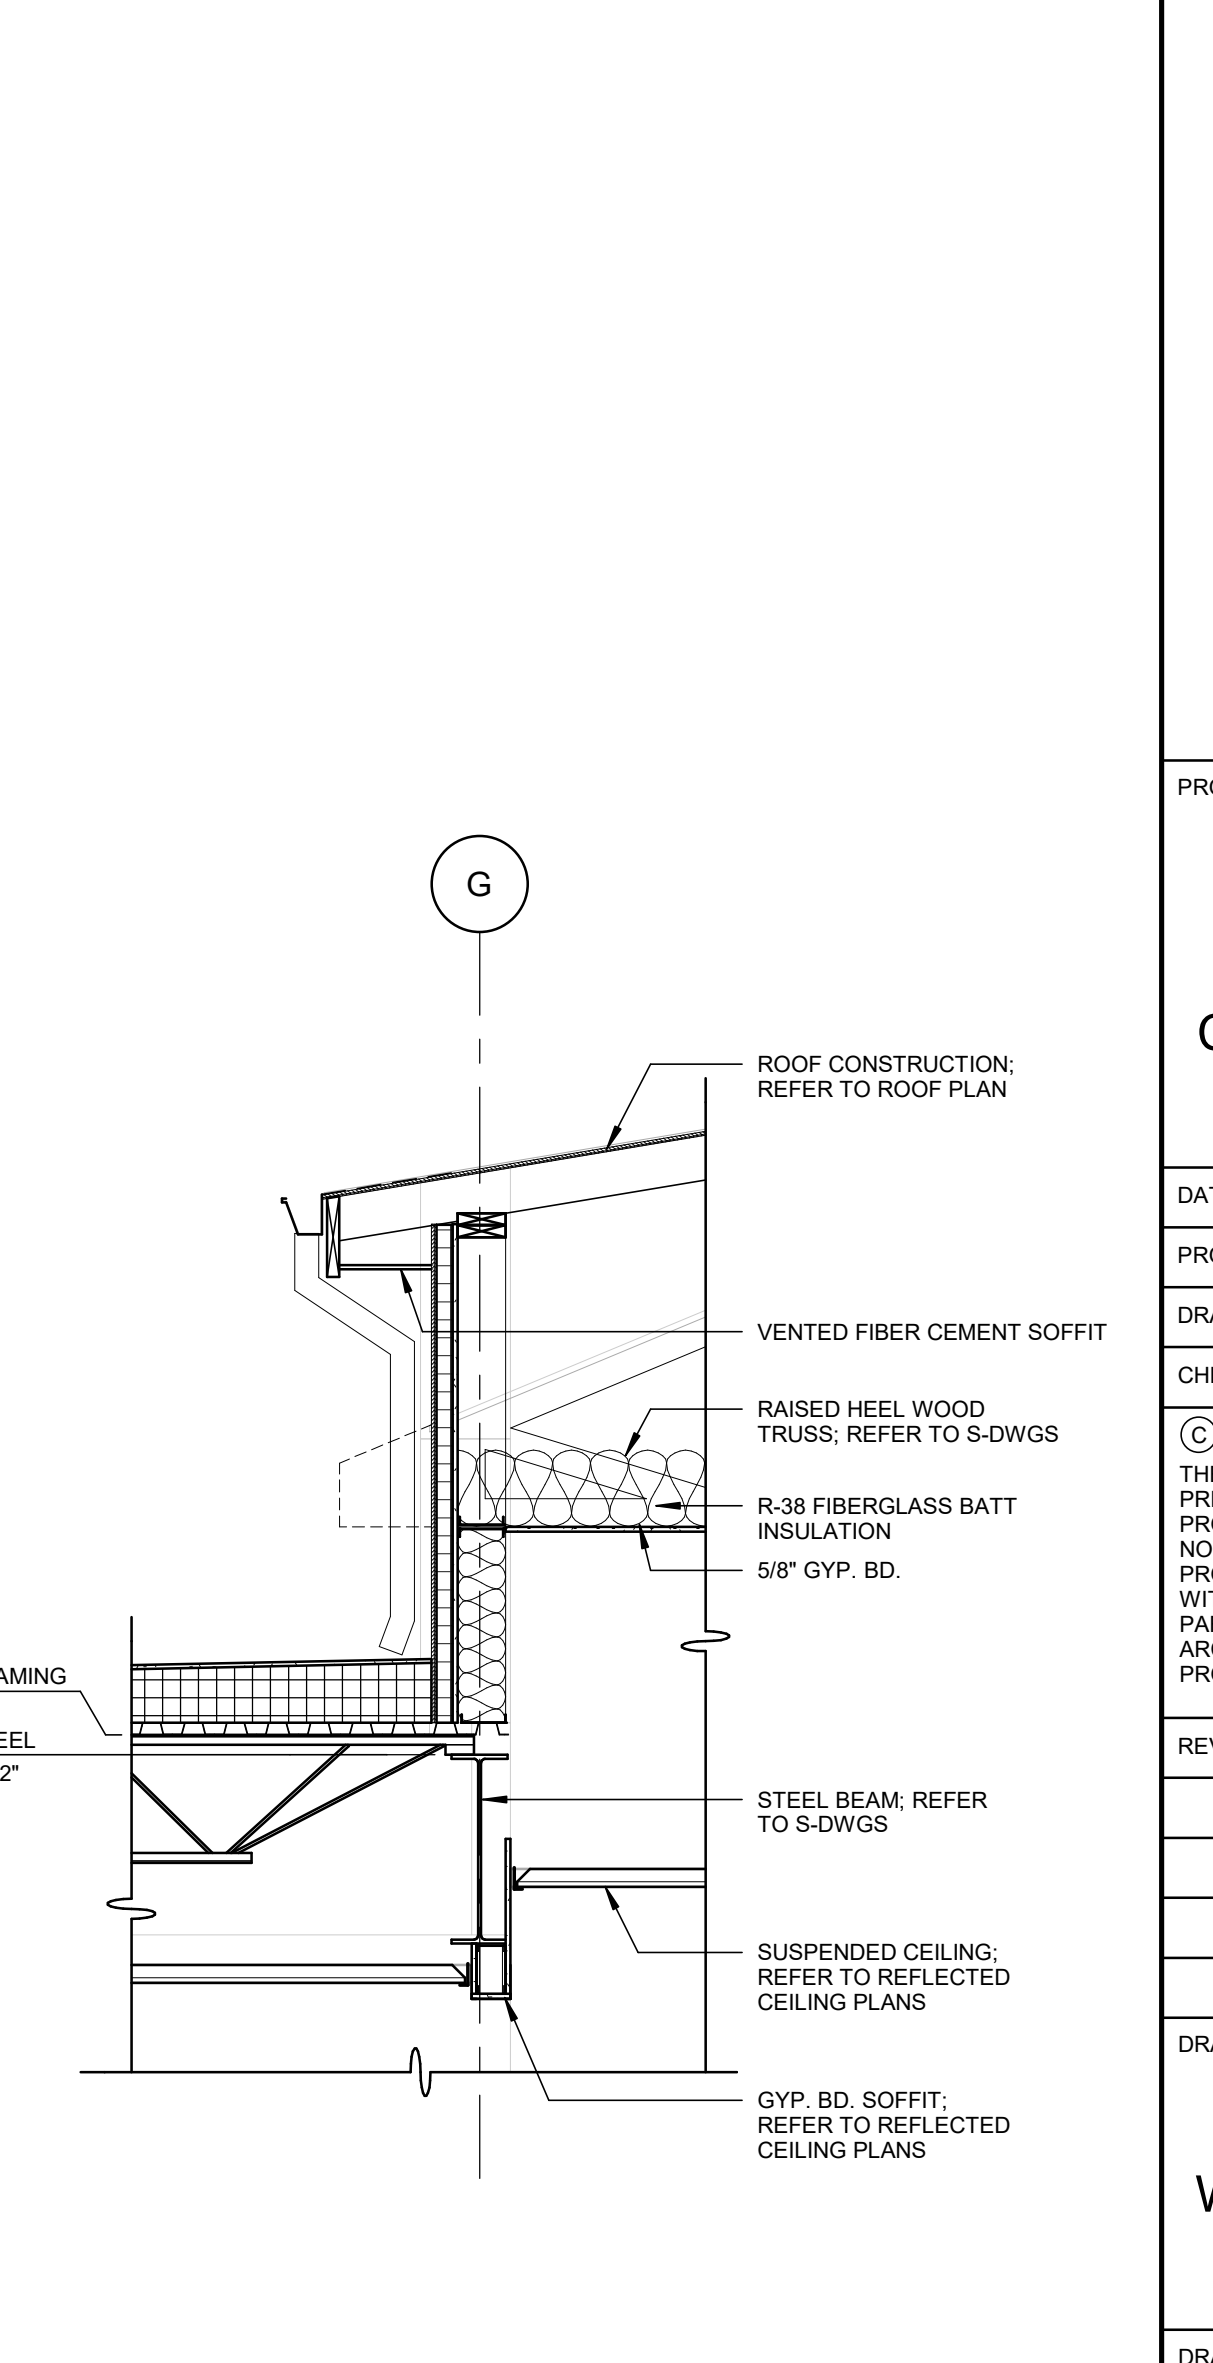 G
ROOF CONSTRUCTION;
REFER TO ROOF PLAN
VENTED FIBER CEMENT SOFFIT
RAISED HEEL WOOD
TRUSS; REFER TO S-DWGS
R-38 FIBERGLASS BATT
INSULATION
5/8" GYP. BD.
AMING
EEL
2"
STEEL BEAM; REFER
TO S-DWGS
SUSPENDED CEILING;
REFER TO REFLECTED
CEILING PLANS
GYP. BD. SOFFIT;
REFER TO REFLECTED
CEILING PLANS
PRO
C
DAT
PRO
DRA
CHE
C
THI
PRE
PRO
NO
PRO
WIT
PAR
ARC
PRO
REV
DRA
W
DRA